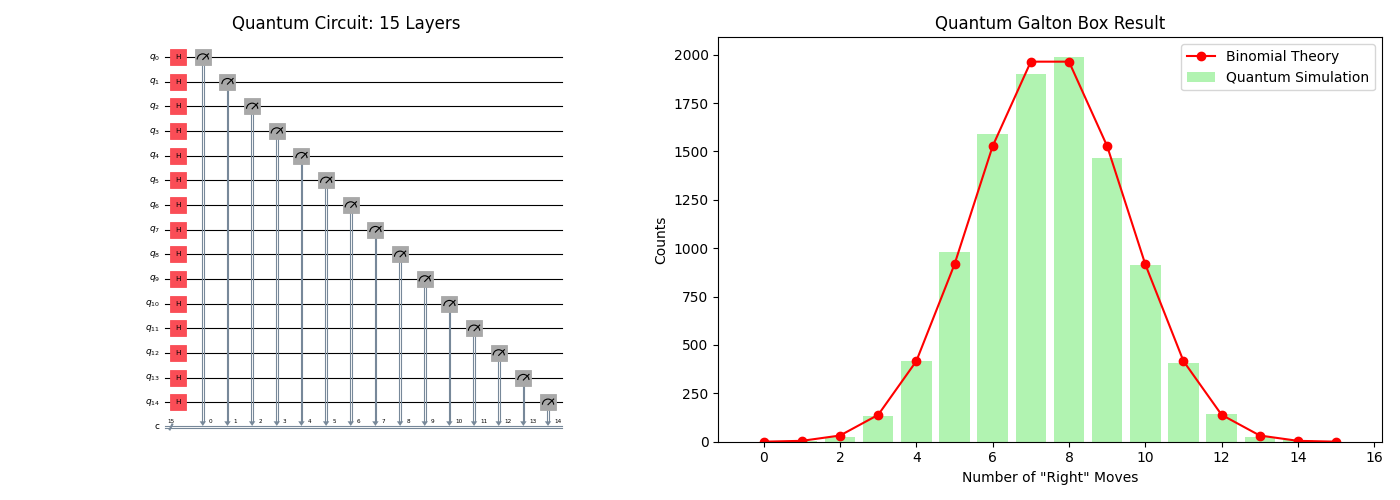 Quantum Circuit: 15 Layers
q₀ H
q₁ H
q₂ H
q₃ H
q₄ H
q₅ H
q₆ H
q₇ H
q₈ H
q₉ H
q₁₀ H
q₁₁ H
q₁₂ H
q₁₃ H
q₁₄ H
c 15 0 1 2 3 4 5 6 7 8 9 10 11 12 13 14
Quantum Galton Box Result
Binomial Theory
Quantum Simulation
Counts
2000
1750
1500
1250
1000
750
500
250
0
0 2 4 6 8 10 12 14 16
Number of "Right" Moves